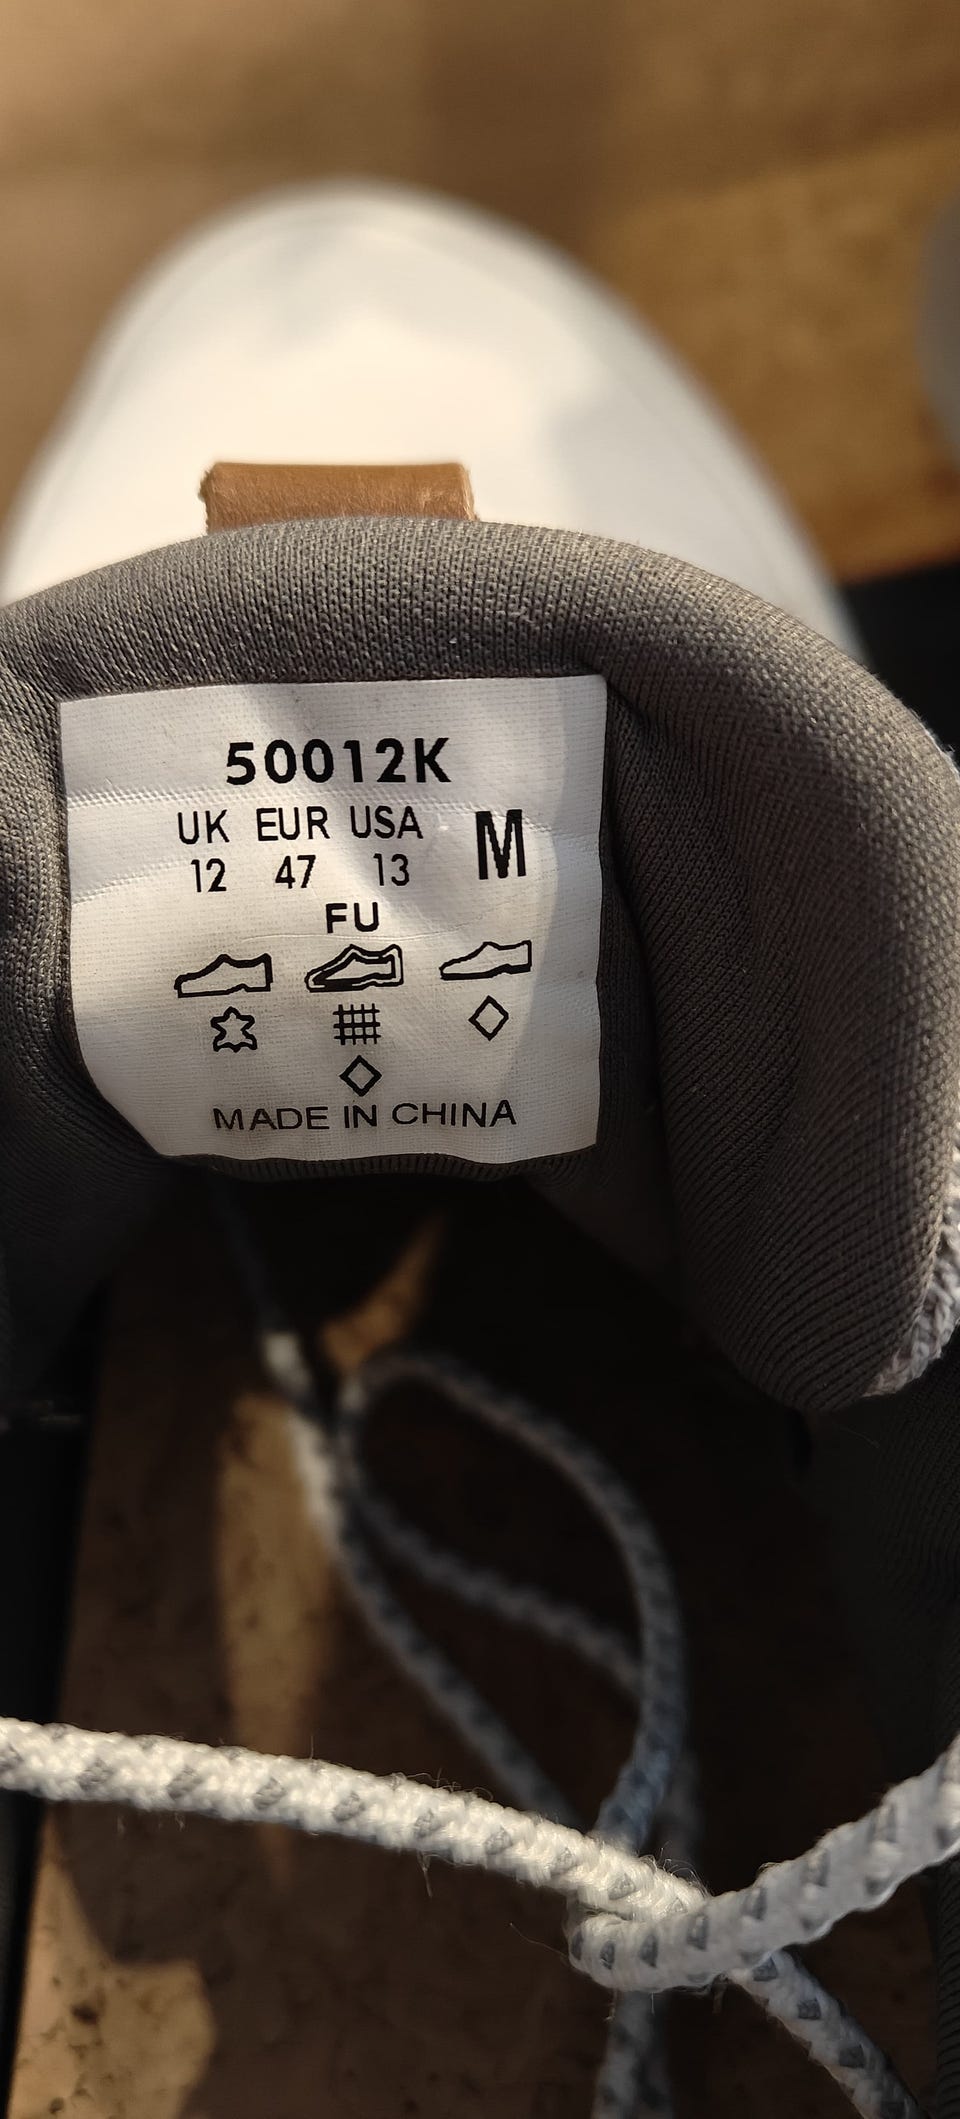 50012K
UK EUR USA M
12 47 13
FU
MADE IN CHINA